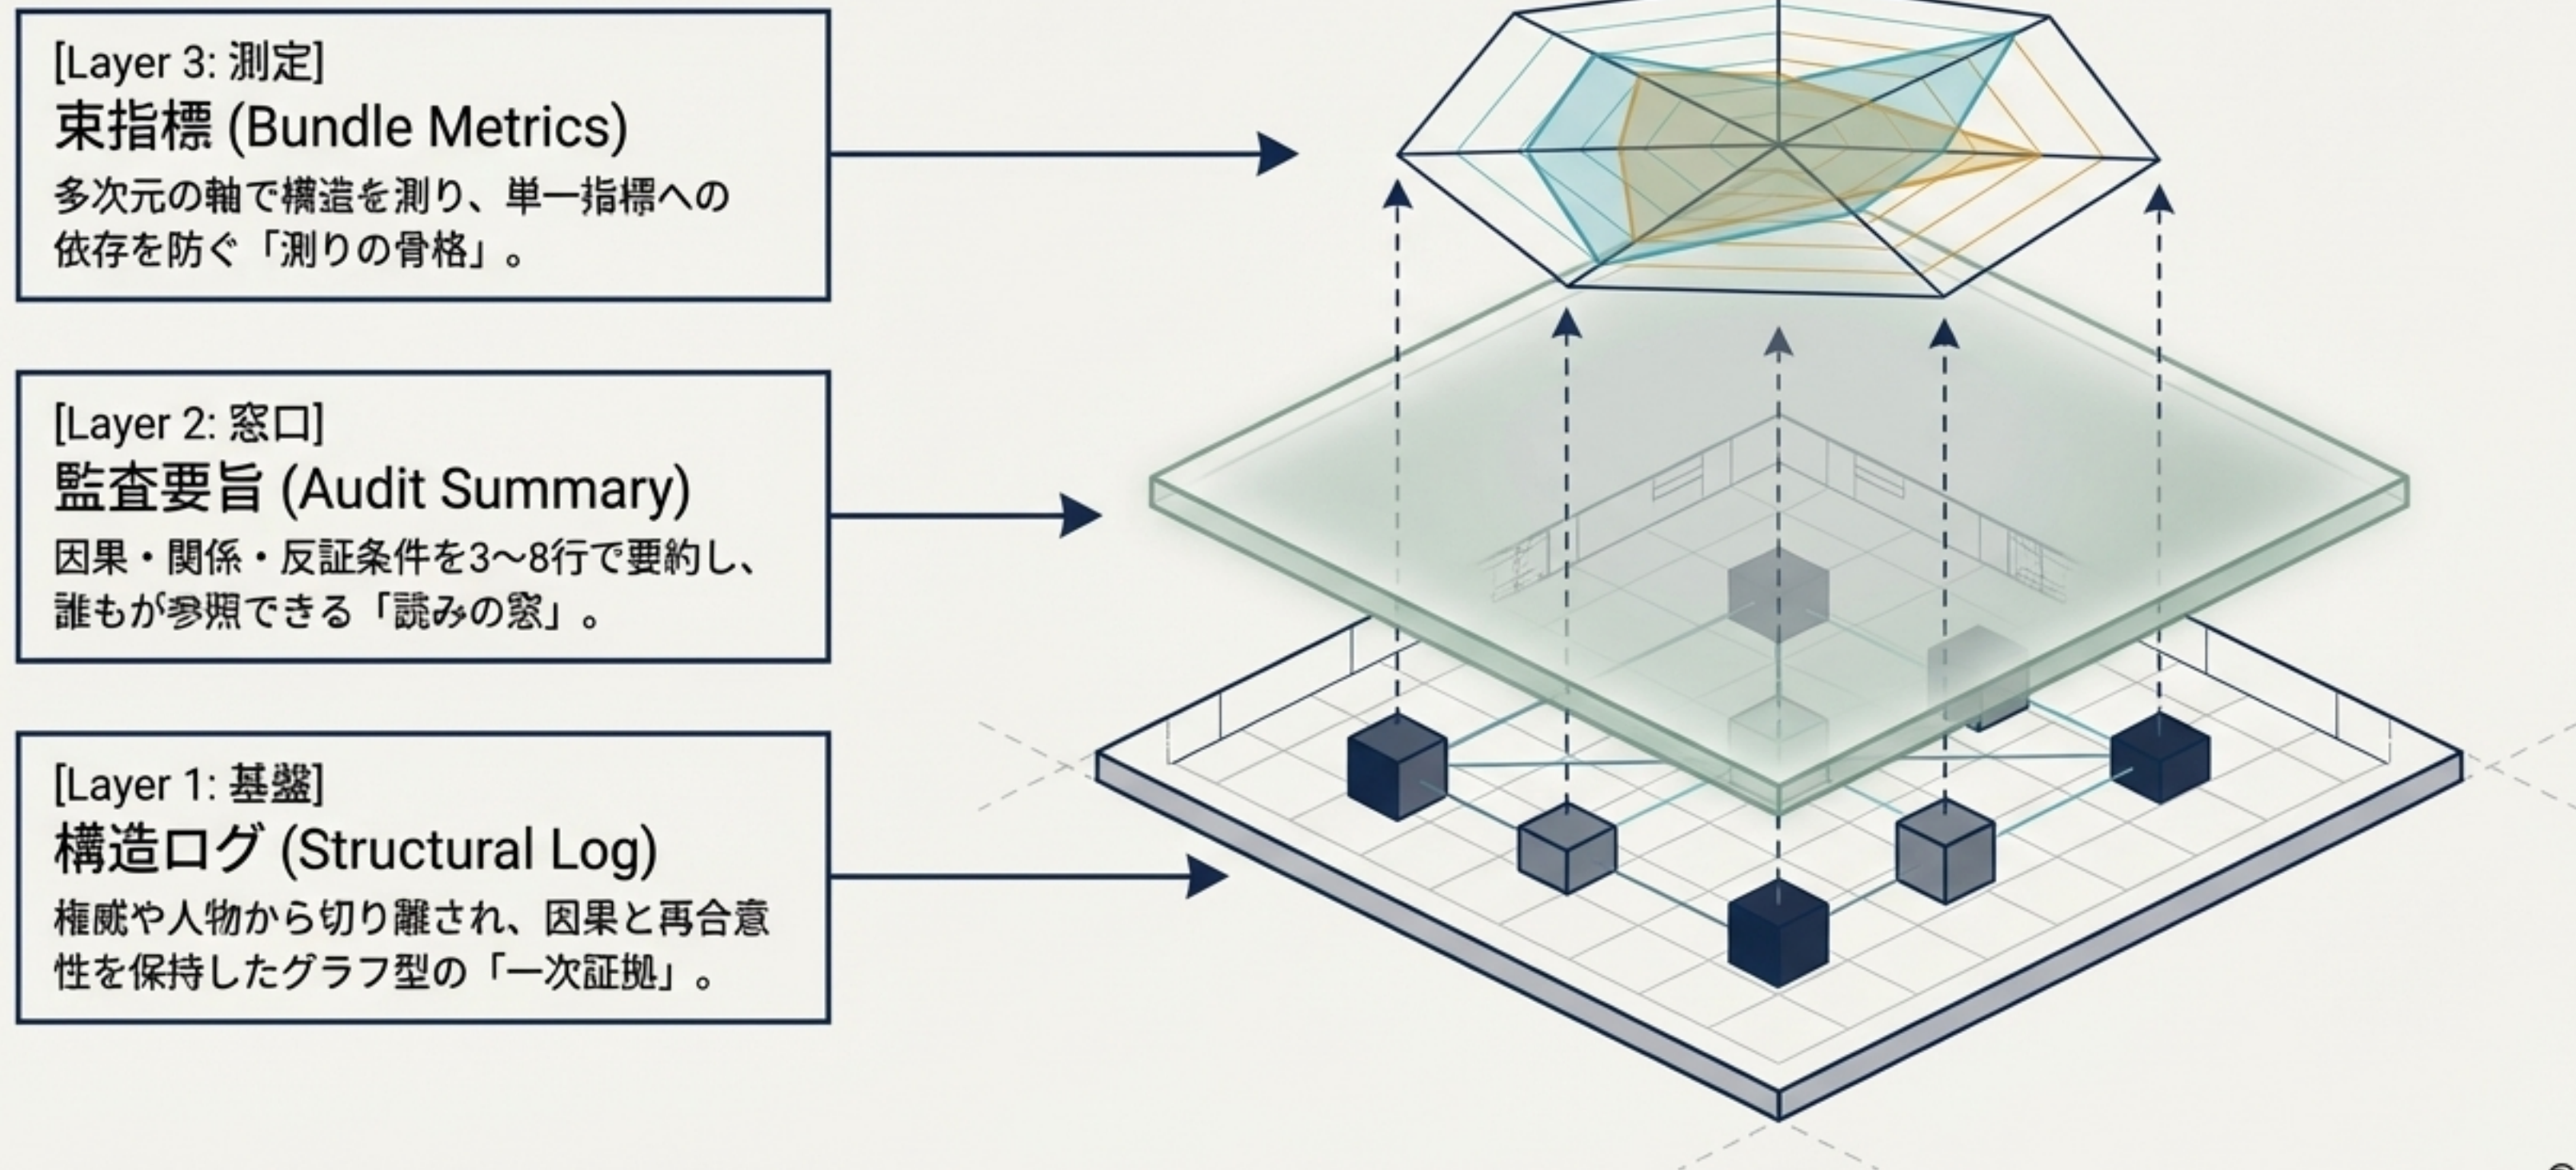 [Layer 3: 測定]
束指標 (Bundle Metrics)
多次元の軸で構造を測り、単一指標への
依存を防ぐ「測りの骨格」。
[Layer 2: 窓口]
監査要旨 (Audit Summary)
因果・関係・反証条件を3〜8行で要約し、
誰もが参照できる「読みの窓」。
[Layer 1: 基盤]
構造ログ (Structural Log)
権威や人物から切り離され、因果と再合意
性を保持したグラフ型の「一次証拠」。